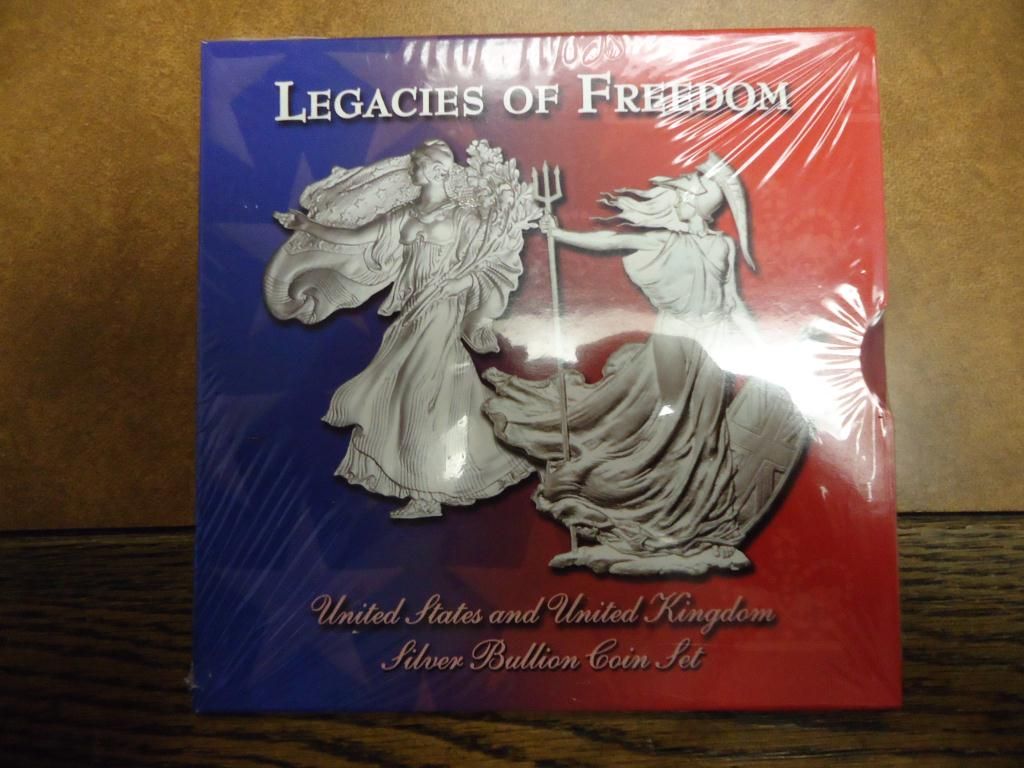 LEGACIES OF FREEDOM
United States and United Kingdom
Silver Bullion Coin Set